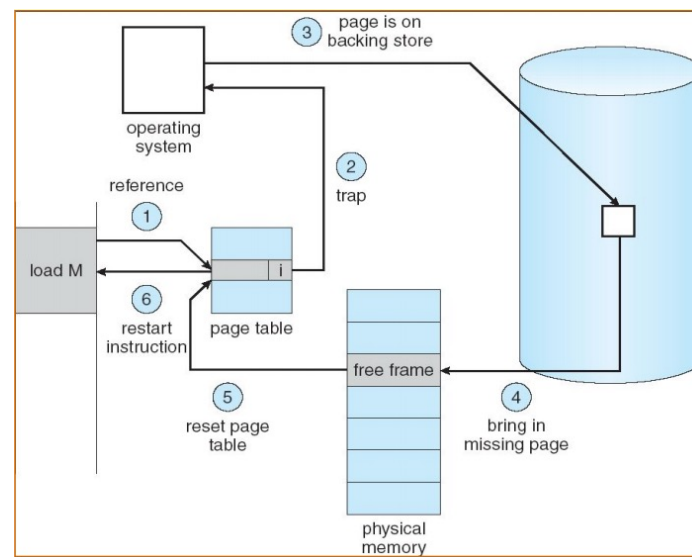 3
page is on
backing store
operating
system
2
trap
reference
1
load M
i
6
restart
instruction
page table
5
reset page
table
free frame
4
bring in
missing page
physical
memory